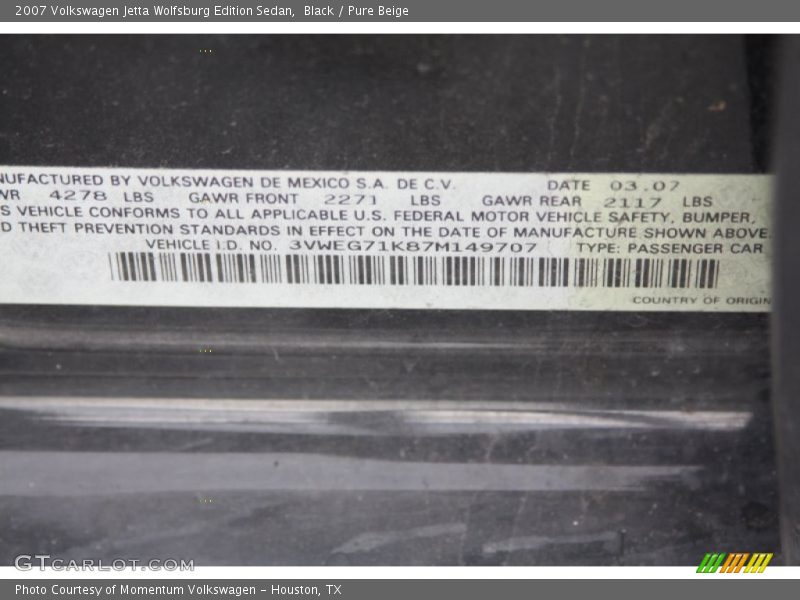 2007 Volkswagen Jetta Wolfsburg Edition Sedan, Black / Pure Beige
NUFACTURED BY VOLKSWAGEN DE MEXICO S.A. DE C.V. DATE 03.07
WR 4278 LBS GAWR FRONT 2271 LBS GAWR REAR 2117 LBS
S VEHICLE CONFORMS TO ALL APPLICABLE U.S. FEDERAL MOTOR VEHICLE SAFETY, BUMPER,
D THEFT PREVENTION STANDARDS IN EFFECT ON THE DATE OF MANUFACTURE SHOWN ABOVE.
VEHICLE I.D. NO. 3VWEG71K87M149707 TYPE: PASSENGER CAR
COUNTRY OF ORIGIN
GTCARLOT.COM
Photo Courtesy of Momentum Volkswagen - Houston, TX